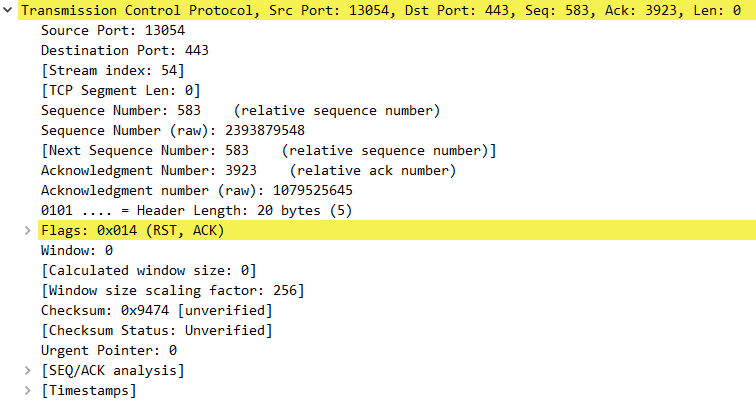 Transmission Control Protocol, Src Port: 13054, Dst Port: 443, Seq: 583, Ack: 3923, Len: 0
Source Port: 13054
Destination Port: 443
[Stream index: 54]
[TCP Segment Len: 0]
Sequence Number: 583    (relative sequence number)
Sequence Number (raw): 2393879548
[Next Sequence Number: 583    (relative sequence number)]
Acknowledgment Number: 3923    (relative ack number)
Acknowledgment number (raw): 1079525645
0101 .... = Header Length: 20 bytes (5)
Flags: 0x014 (RST, ACK)
Window: 0
[Calculated window size: 0]
[Window size scaling factor: 256]
Checksum: 0x9474 [unverified]
[Checksum Status: Unverified]
Urgent Pointer: 0
[SEQ/ACK analysis]
[Timestamps]